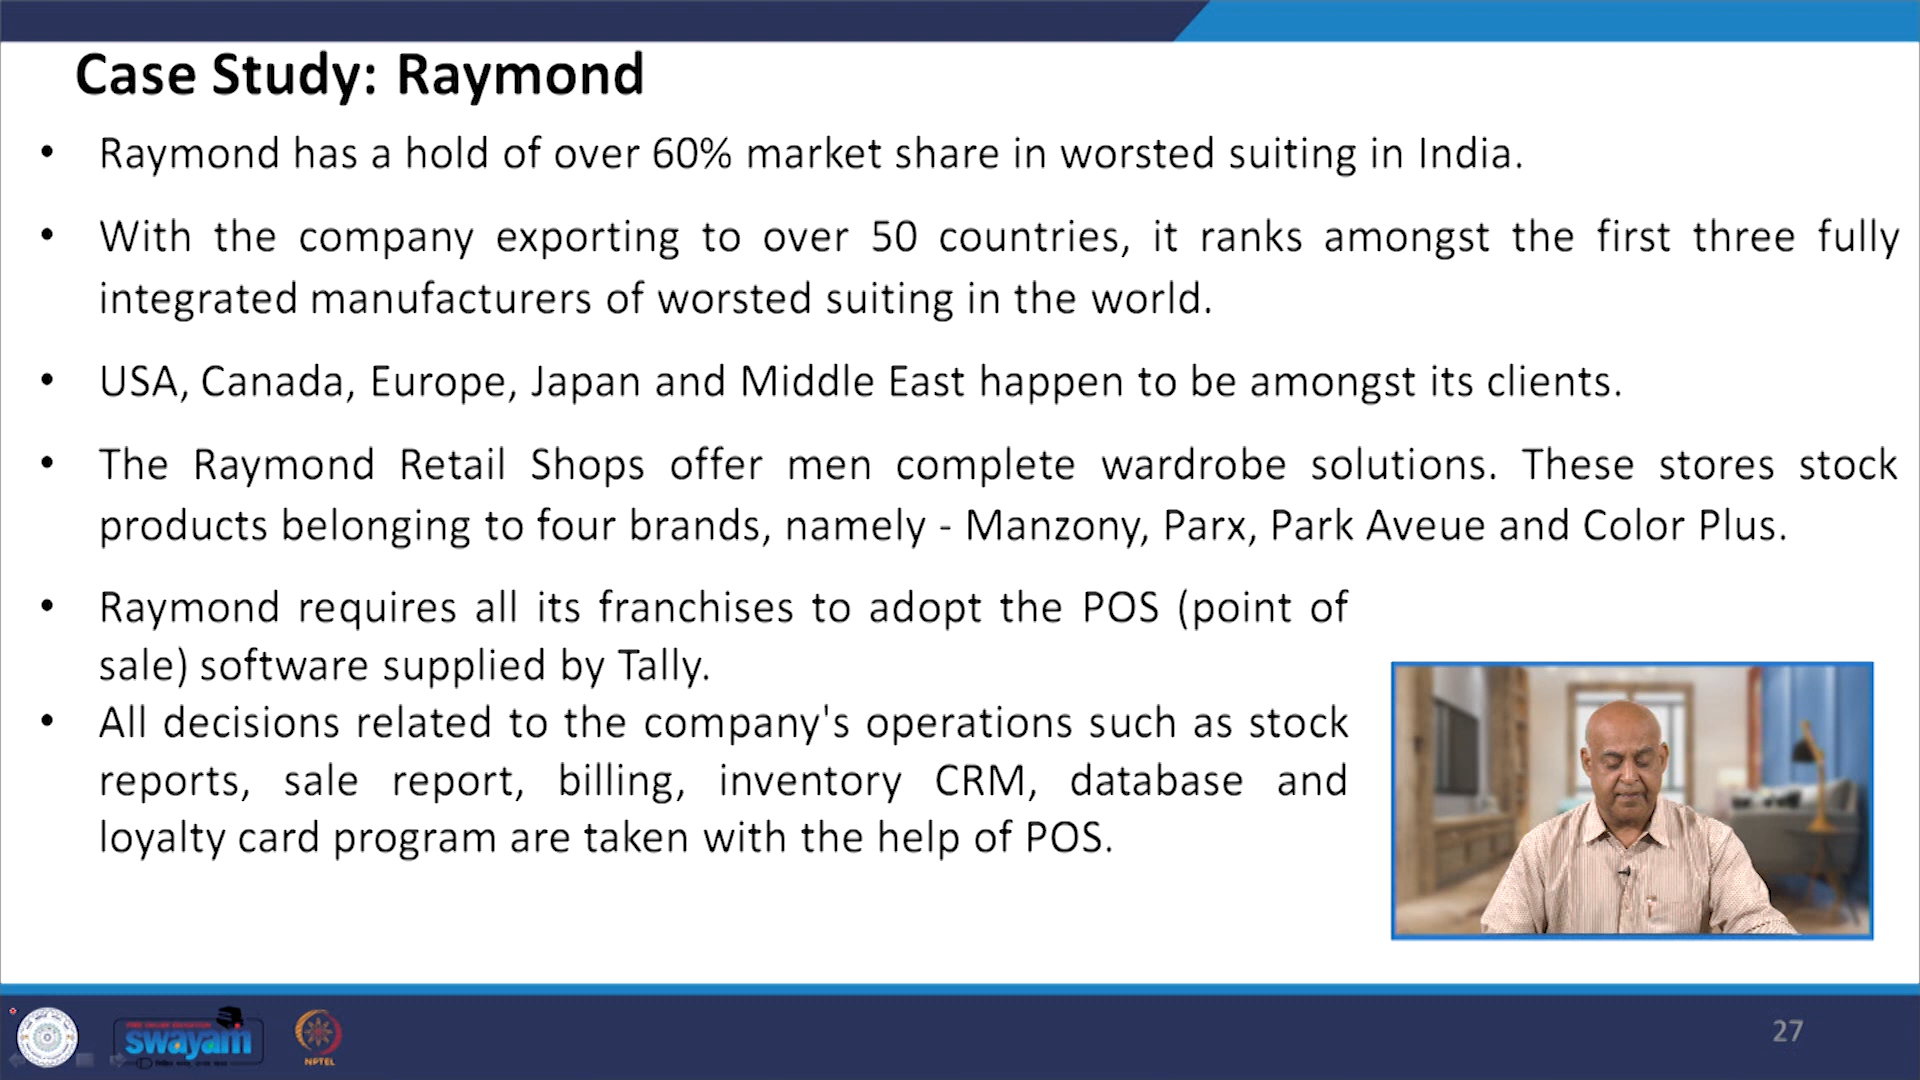 Case Study: Raymond
• Raymond has a hold of over 60% market share in worsted suiting in India.
• With the company exporting to over 50 countries, it ranks amongst the first three fully
integrated manufacturers of worsted suiting in the world.
• USA, Canada, Europe, Japan and Middle East happen to be amongst its clients.
• The Raymond Retail Shops offer men complete wardrobe solutions. These stores stock
products belonging to four brands, namely - Manzony, Parx, Park Aveue and Color Plus.
• Raymond requires all its franchises to adopt the POS (point of
sale) software supplied by Tally.
• All decisions related to the company's operations such as stock
reports, sale report, billing, inventory CRM, database and
loyalty card program are taken with the help of POS.
swayam
NPTEL
27